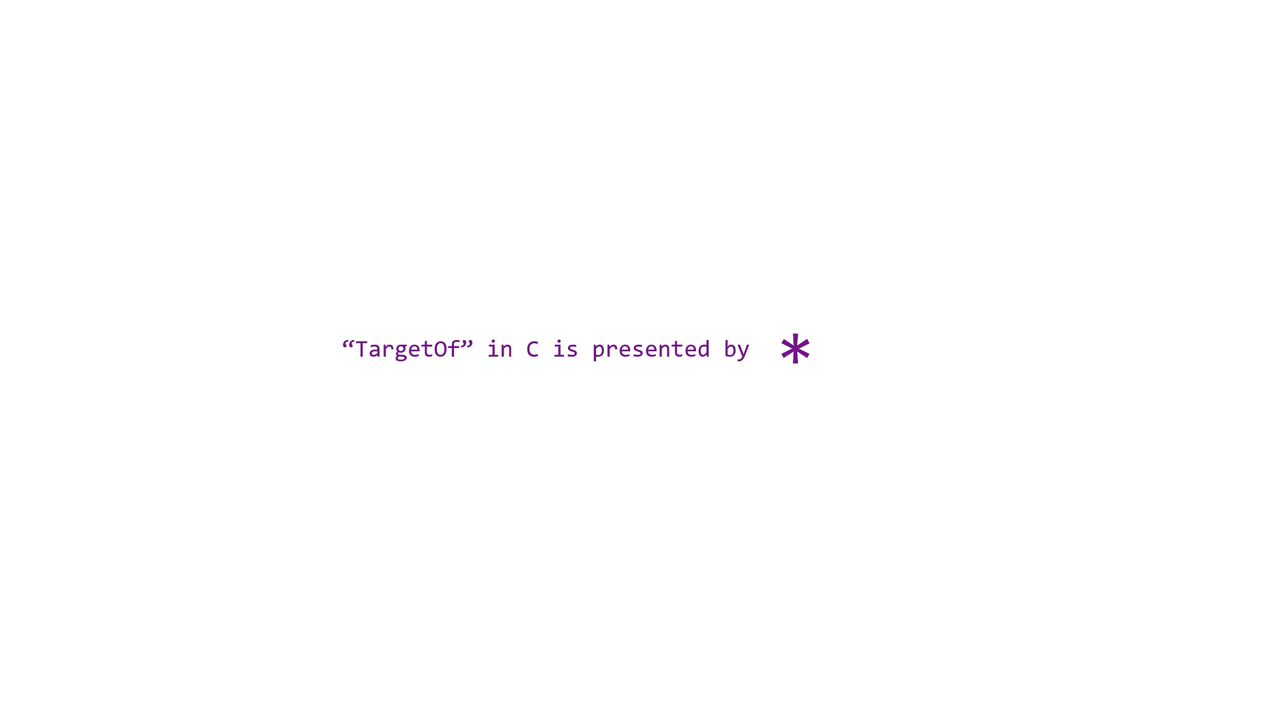 “TargetOf” in C is presented by *